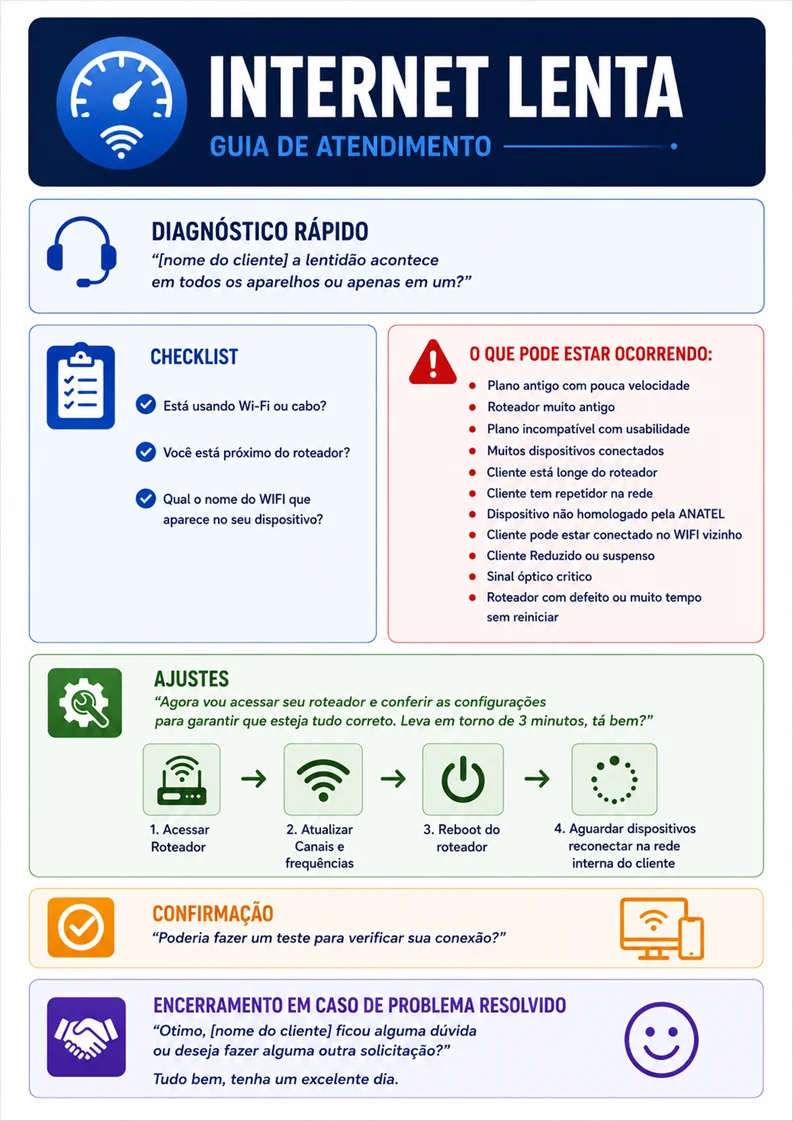 INTERNET LENTA
GUIA DE ATENDIMENTO
DIAGNÓSTICO RÁPIDO
“[nome do cliente] a lentidão acontece
em todos os aparelhos ou apenas em um?”
CHECKLIST
Está usando Wi-Fi ou cabo?
Você está próximo do roteador?
Qual o nome do WIFI que
aparece no seu dispositivo?
O QUE PODE ESTAR OCORRENDO:
Plano antigo com pouca velocidade
Roteador muito antigo
Plano incompatível com usabilidade
Muitos dispositivos conectados
Cliente está longe do roteador
Cliente tem repetidor na rede
Dispositivo não homologado pela ANATEL
Cliente pode estar conectado no WIFI vizinho
Cliente Reduzido ou suspenso
Sinal óptico critico
Roteador com defeito ou muito tempo
sem reiniciar
AJUSTES
“Agora vou acessar seu roteador e conferir as configurações
para garantir que esteja tudo correto. Leva em torno de 3 minutos, tá bem?”
1. Acessar
Roteador
2. Atualizar
Canais e
frequências
3. Reboot do
roteador
4. Aguardar dispositivos
reconectar na rede
interna do cliente
CONFIRMAÇÃO
“Poderia fazer um teste para verificar sua conexão?”
ENCERRAMENTO EM CASO DE PROBLEMA RESOLVIDO
“Otimo, [nome do cliente] ficou alguma dúvida
ou deseja fazer alguma outra solicitação?”
Tudo bem, tenha um excelente dia.